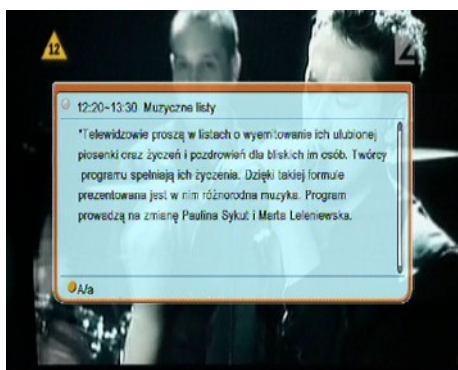 12
12:20~13:30 Muzyczne listy
"Telewidzowie proszą w listach o wyemitowanie ich ulubionej
piosenki oraz życzeń i pozdrowień dla bliskich im osób. Twórcy
programu spełniają ich życzenia. Dzięki takiej formule
prezentowana jest w nim różnorodna muzyka. Program
prowadzą na zmianę Paulina Sykut i Marta Leleniewska.
A/a